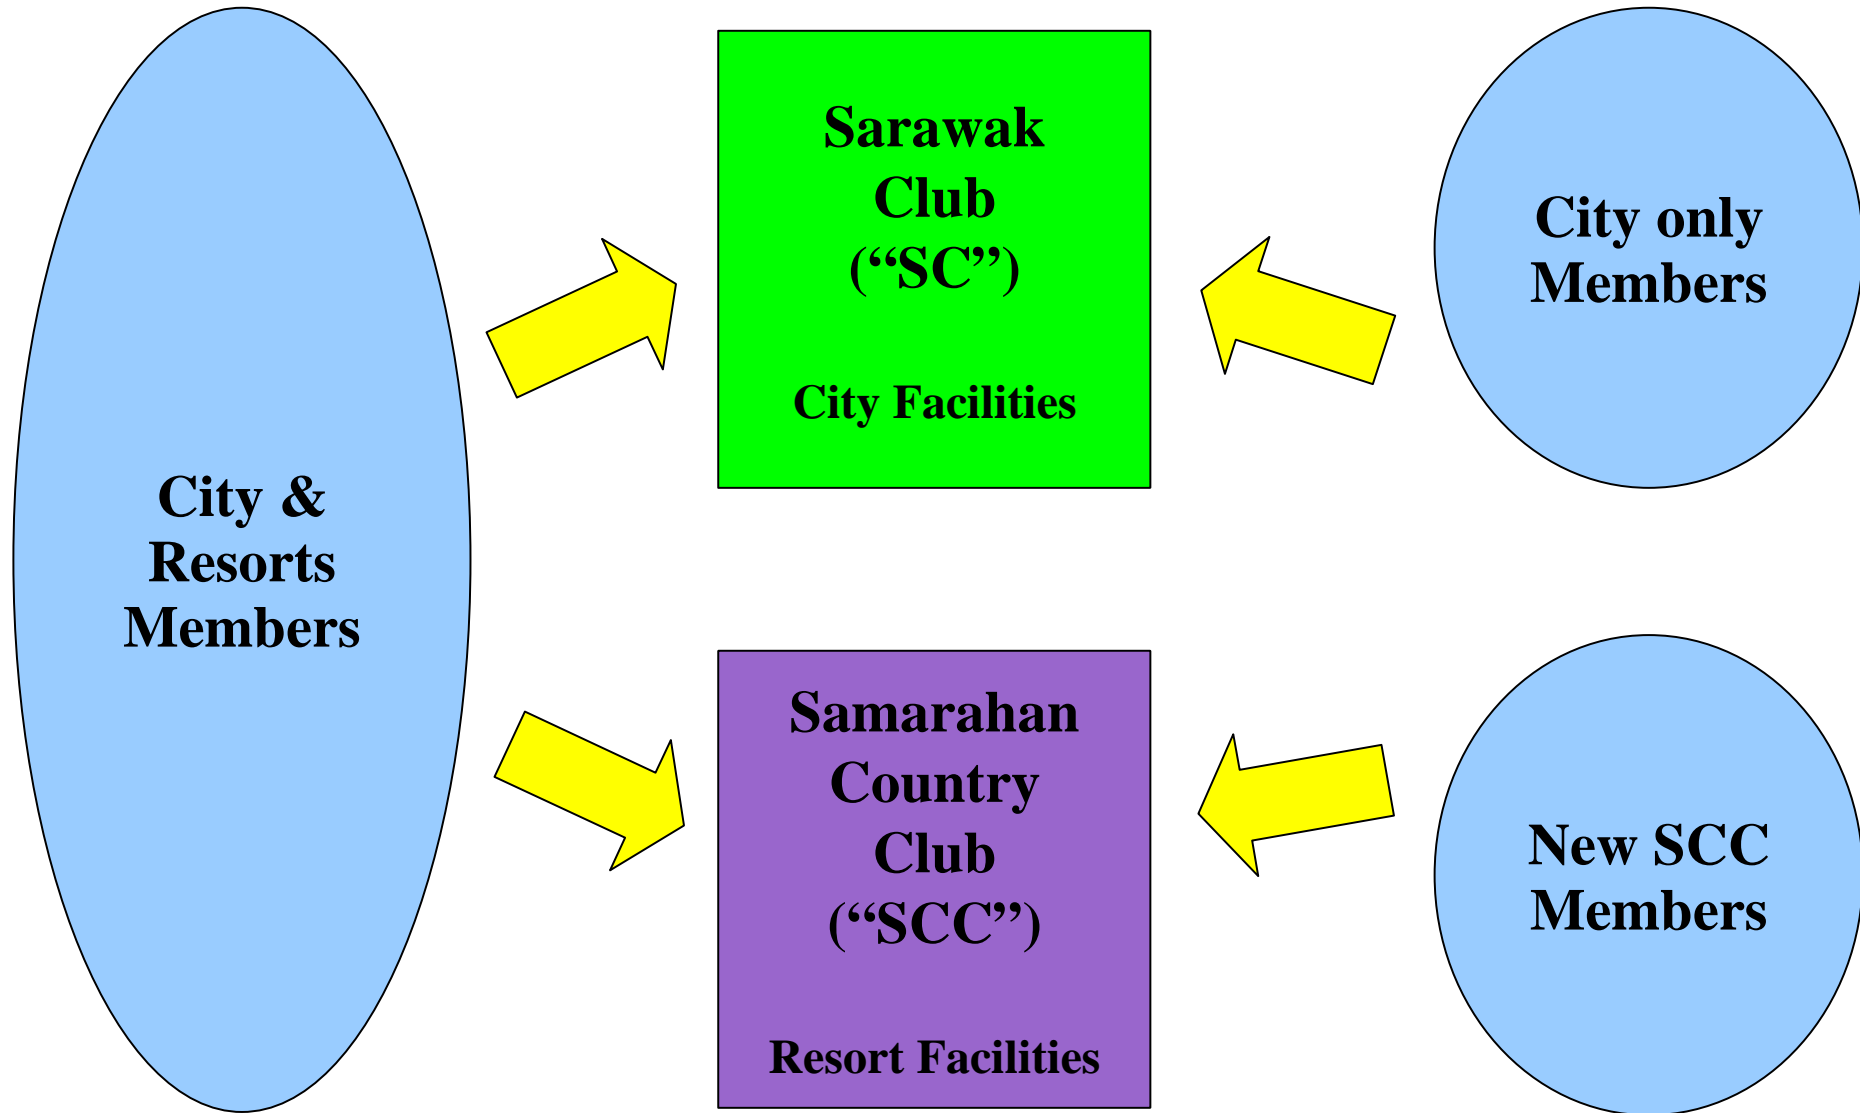 City &
Resorts
Members
Sarawak
Club
(“SC”)
City Facilities
Samarahan
Country
Club
(“SCC”)
Resort Facilities
City only
Members
New SCC
Members